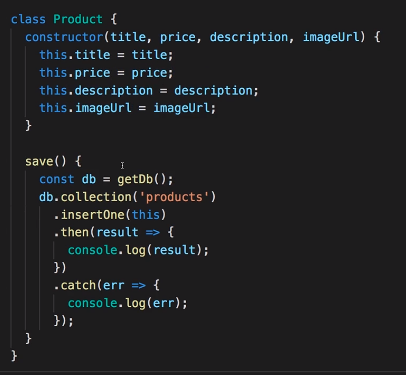 class Product {
  constructor(title, price, description, imageUrl) {
    this.title = title;
    this.price = price;
    this.description = description;
    this.imageUrl = imageUrl;
  }

  save() {
    const db = getDb();
    db.collection('products')
      .insertOne(this)
      .then(result => {
        console.log(result);
      })
      .catch(err => {
        console.log(err);
      });
  }
}